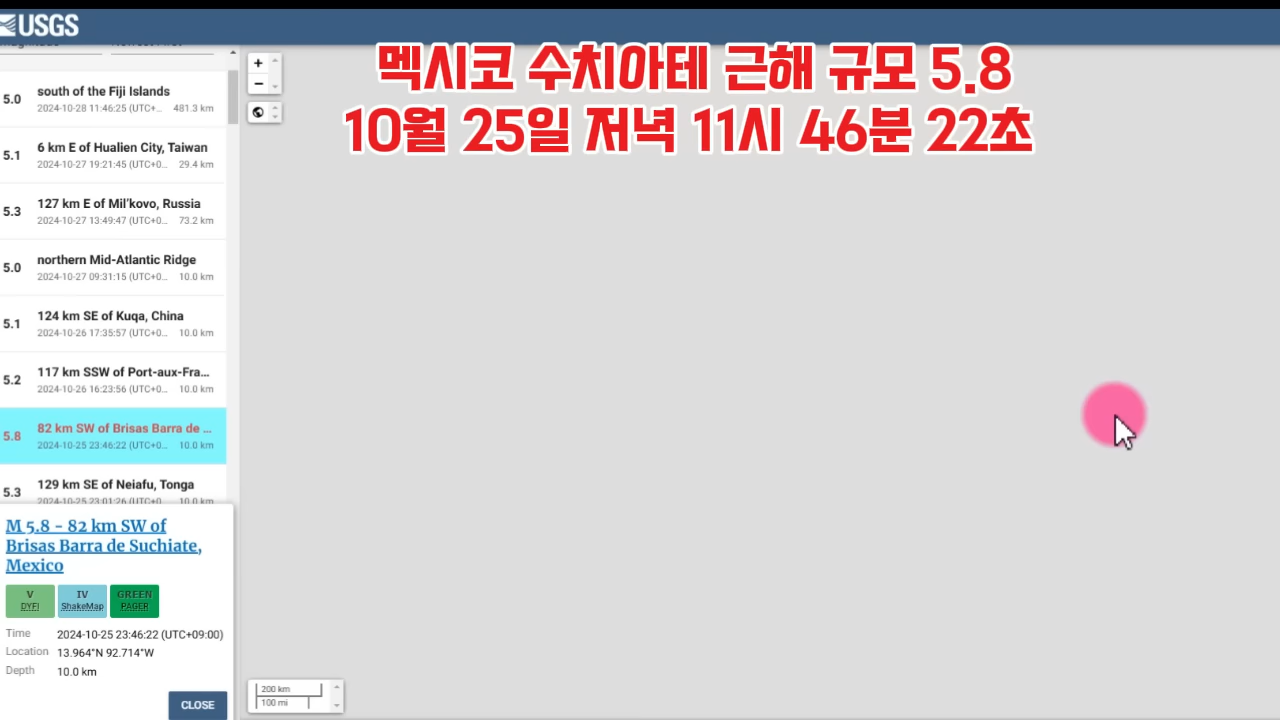 USGS
멕시코 수치아테 근해 규모 5.8
10월 25일 저녁 11시 46분 22초
5.0 south of the Fiji Islands
2024-10-28 11:46:25 (UTC+... 481.3 km
5.1 6 km E of Hualien City, Taiwan
2024-10-27 19:21:45 (UTC+0... 29.4 km
5.3 127 km E of Mil'kovo, Russia
2024-10-27 13:49:47 (UTC+0... 73.2 km
5.0 northern Mid-Atlantic Ridge
2024-10-27 09:31:15 (UTC+0... 10.0 km
5.1 124 km SE of Kuqa, China
2024-10-26 17:35:57 (UTC+0... 10.0 km
5.2 117 km SSW of Port-aux-Fra...
2024-10-26 16:23:56 (UTC+0... 10.0 km
5.8 82 km SW of Brisas Barra de ...
2024-10-25 23:46:22 (UTC+0... 10.0 km
5.3 129 km SE of Neiafu, Tonga
2024-10-25 23:01:26 (UTC+0... 10.0 km
M 5.8 - 82 km SW of
Brisas Barra de Suchiate,
Mexico
V IV GREEN
DYFI ShakeMap PAGER
Time 2024-10-25 23:46:22 (UTC+09:00)
Location 13.964°N 92.714°W
Depth 10.0 km
CLOSE
+
−
200 km
100 mi